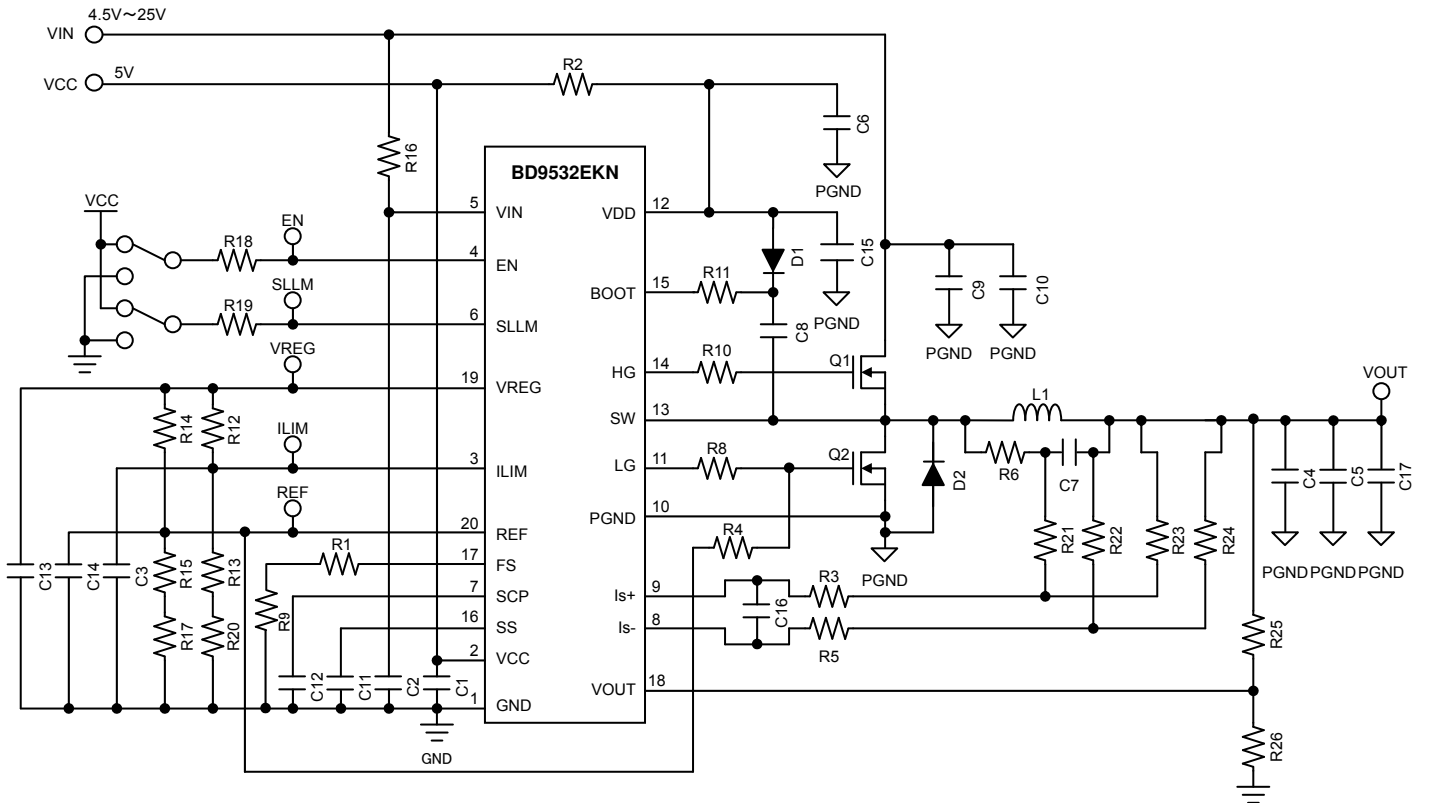 4.5V～25V
VIN
VCC
5V
R2
C6
PGND
R16
BD9532EKN
VCC
EN
R18
5
VIN
VDD
12
4
EN
D1
C15
PGND
SLLM
R19
6
SLLM
BOOT
15
R11
C8
C9
C10
PGND
PGND
VREG
19
VREG
HG
14
R10
Q1
R14
R12
SW
13
L1
VOUT
ILIM
3
ILIM
LG
11
R8
Q2
D2
R6
C7
C4
C5
C17
REF
20
REF
PGND
10
R4
PGND
R21
R22
R23
R24
PGND
PGND
PGND
C13
C14
C3
R15
R13
R1
17
FS
R9
7
SCP
Is+
9
C16
R3
R17
R20
16
SS
Is-
8
R5
R25
2
VCC
C12
C11
C2
C1
1
GND
VOUT
18
GND
R26